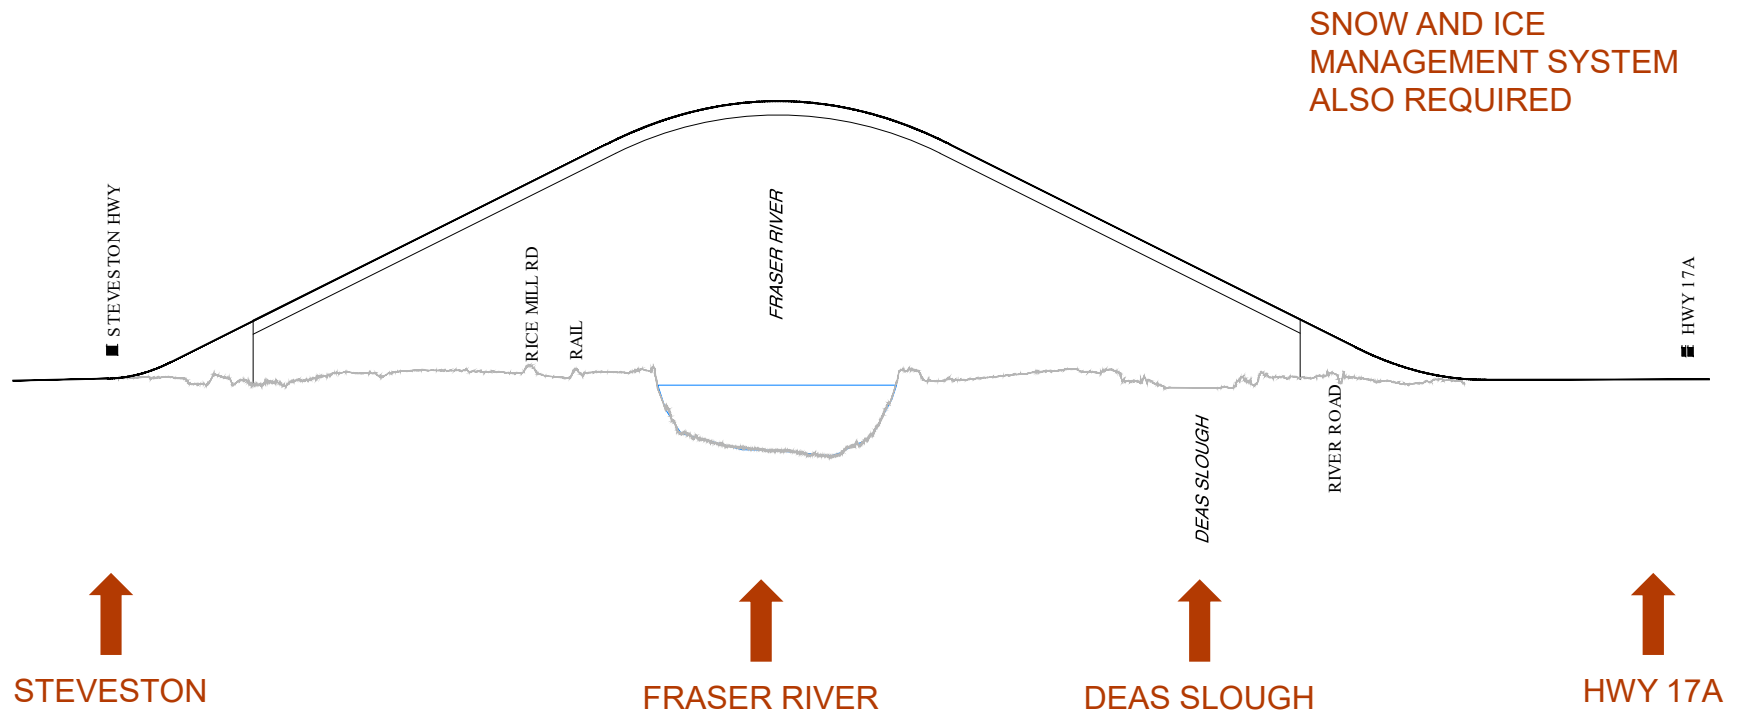 SNOW AND ICE
MANAGEMENT SYSTEM
ALSO REQUIRED
STEVESTON HWY
RICE MILL RD
RAIL
FRASER RIVER
HWY 17A
DEAS SLOUGH
RIVER ROAD
STEVESTON
FRASER RIVER
DEAS SLOUGH
HWY 17A